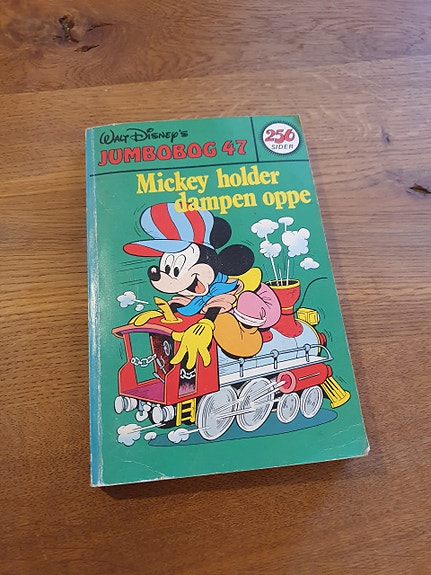 WALT DISNEY'S
JUMBOBOG 47
256
SIDER
Mickey holder
dampen oppe